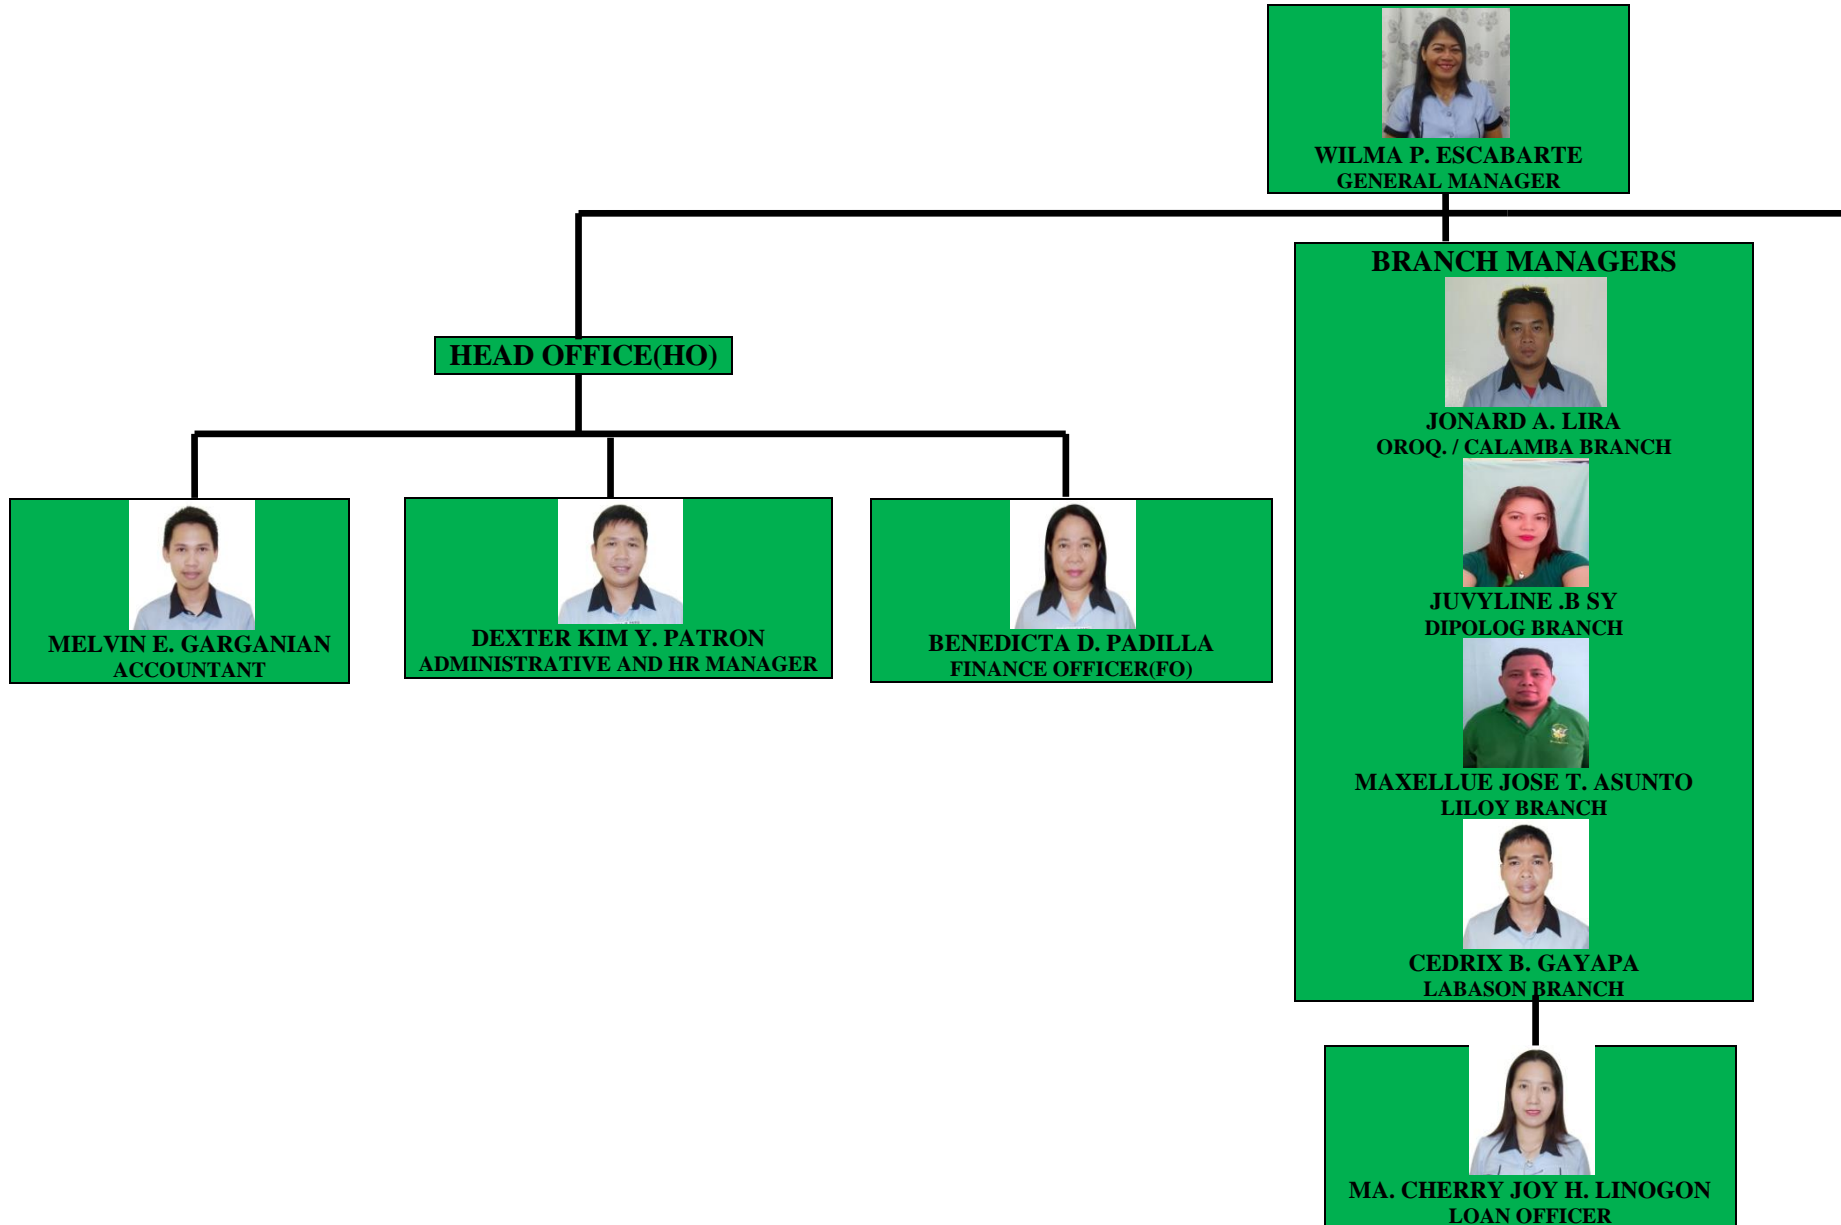 WILMA P. ESCABARTE
GENERAL MANAGER
BRANCH MANAGERS
JONARD A. LIRA
OROQ. / CALAMBA BRANCH
JUVYLINE .B SY
DIPOLOG BRANCH
MAXELLUE JOSE T. ASUNTO
LILOY BRANCH
CEDRIX B. GAYAPA
LABASON BRANCH
HEAD OFFICE(HO)
MELVIN E. GARGANIAN
ACCOUNTANT
DEXTER KIM Y. PATRON
ADMINISTRATIVE AND HR MANAGER
BENEDICTA D. PADILLA
FINANCE OFFICER(FO)
MA. CHERRY JOY H. LINOGON
LOAN OFFICER